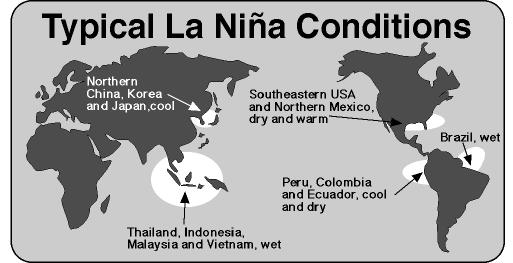 Typical La Niña Conditions
Northern
China, Korea
and Japan,cool
Southeastern USA
and Northern Mexico,
dry and warm
Brazil, wet
Peru, Colombia
and Ecuador, cool
and dry
Thailand, Indonesia,
Malaysia and Vietnam, wet